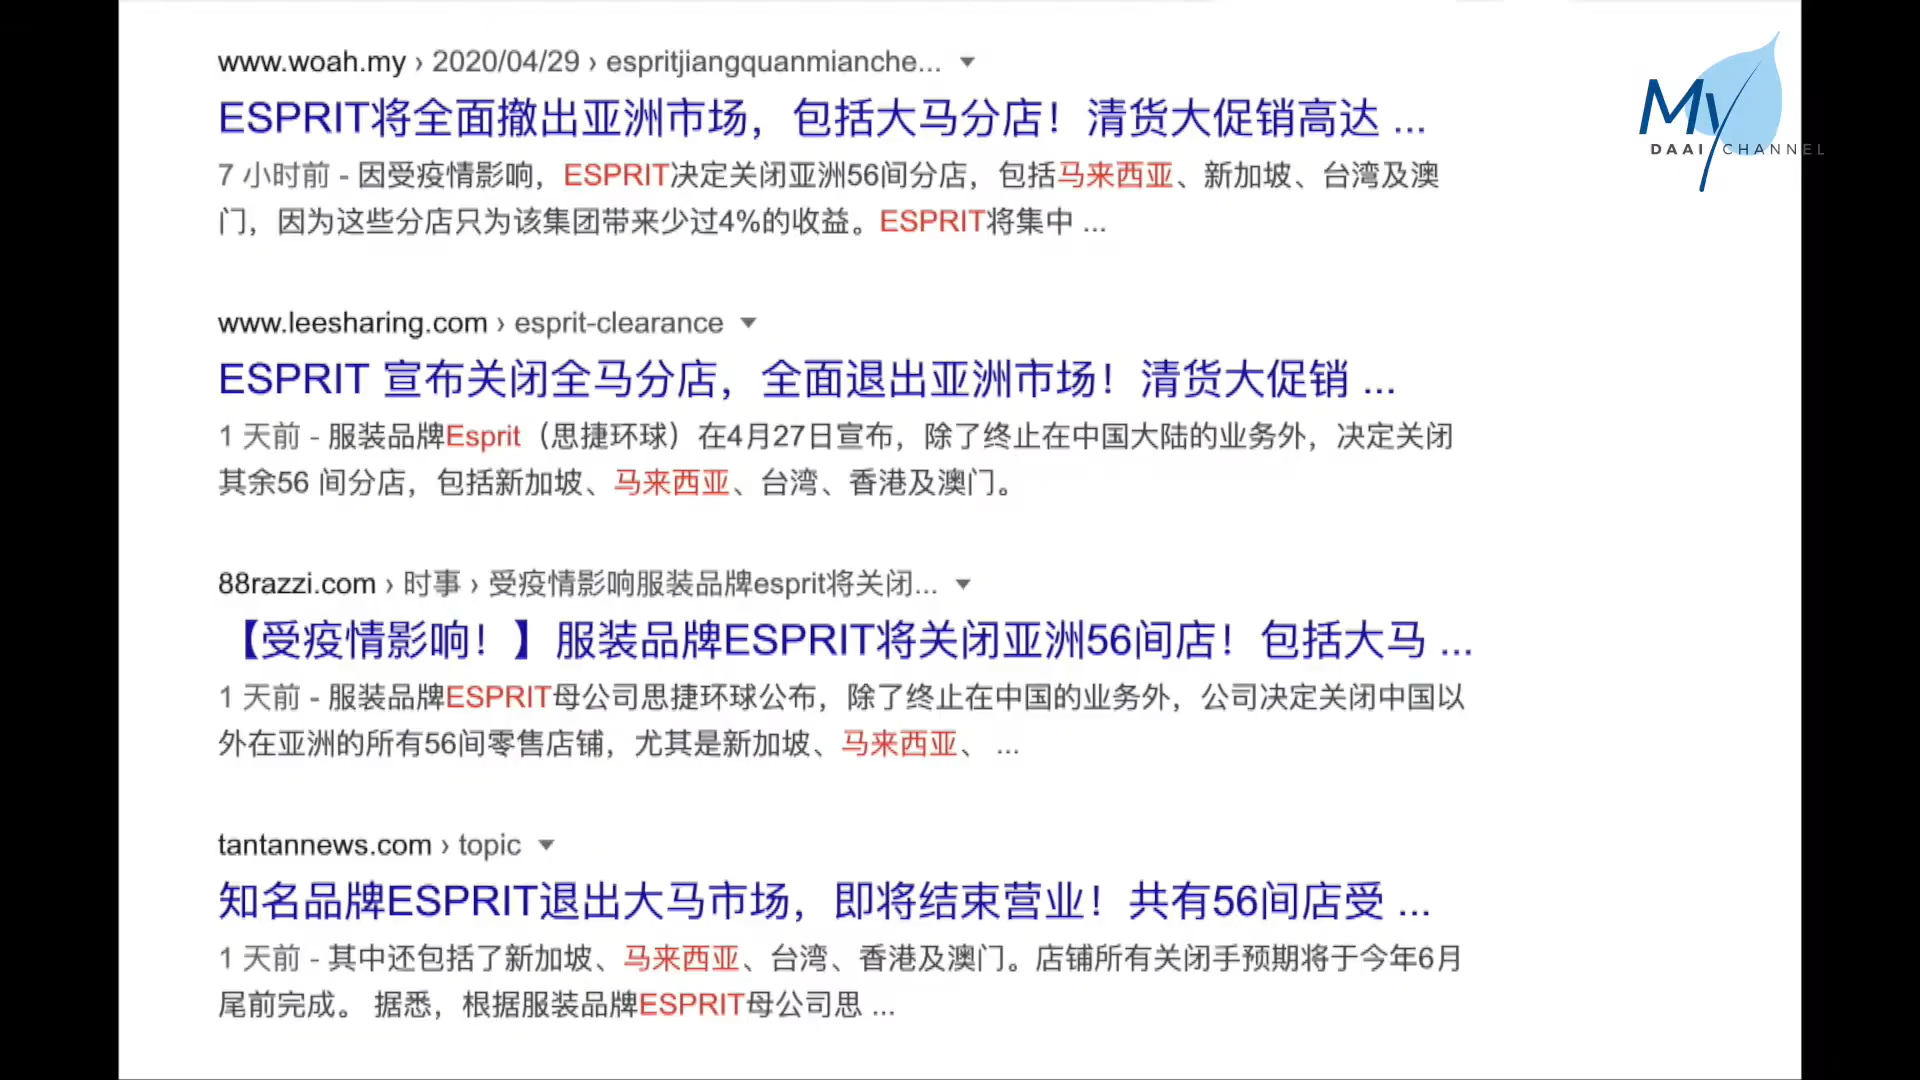 www.woah.my › 2020/04/29 › espritjiangquanmianche...
ESPRIT将全面撤出亚洲市场，包括大马分店！清货大促销高达 ...
7 小时前 - 因受疫情影响，ESPRIT决定关闭亚洲56间分店，包括马来西亚、新加坡、台湾及澳
门，因为这些分店只为该集团带来少过4%的收益。ESPRIT将集中 ...
www.leesharing.com › esprit-clearance
ESPRIT 宣布关闭全马分店，全面退出亚洲市场！清货大促销 ...
1 天前 - 服装品牌Esprit（思捷环球）在4月27日宣布，除了终止在中国大陆的业务外，决定关闭
其余56 间分店，包括新加坡、马来西亚、台湾、香港及澳门。
88razzi.com › 时事 › 受疫情影响服装品牌esprit将关闭...
【受疫情影响！】服装品牌ESPRIT将关闭亚洲56间店！包括大马 ...
1 天前 - 服装品牌ESPRIT母公司思捷环球公布，除了终止在中国的业务外，公司决定关闭中国以
外在亚洲的所有56间零售店铺，尤其是新加坡、马来西亚、 ...
tantannews.com › topic
知名品牌ESPRIT退出大马市场，即将结束营业！共有56间店受 ...
1 天前 - 其中还包括了新加坡、马来西亚、台湾、香港及澳门。店铺所有关闭手预期将于今年6月
尾前完成。 据悉，根据服装品牌ESPRIT母公司思 ...
My
DAAI CHANNEL